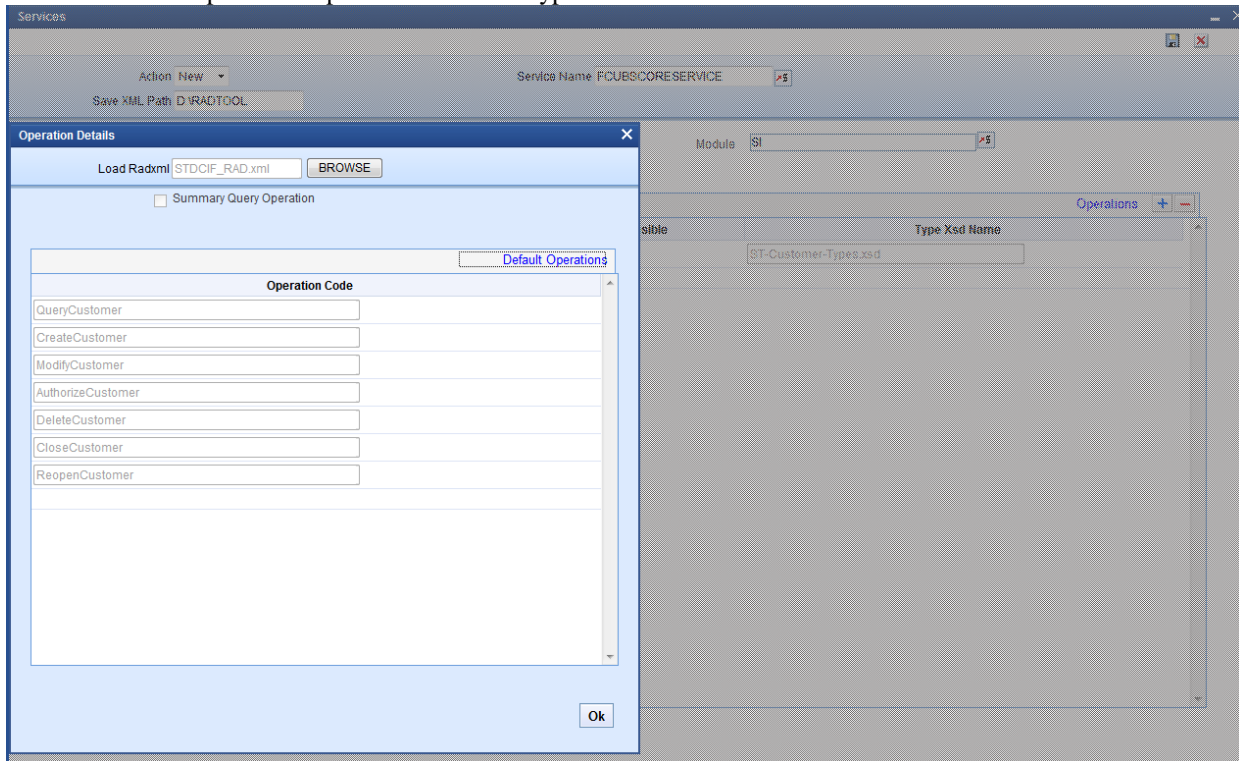 Services
Action New
Service Name FCUBSCORESERVICE
Save XML Path D:\RADTOOL
Operation Details
Module SI
Load Radxml STDCIF_RAD.xml BROWSE
Summary Query Operation
Operations + −
sible Type Xsd Name
Default Operations
ST-Customer-Types.xsd
Operation Code
QueryCustomer
CreateCustomer
ModifyCustomer
AuthorizeCustomer
DeleteCustomer
CloseCustomer
ReopenCustomer
Ok